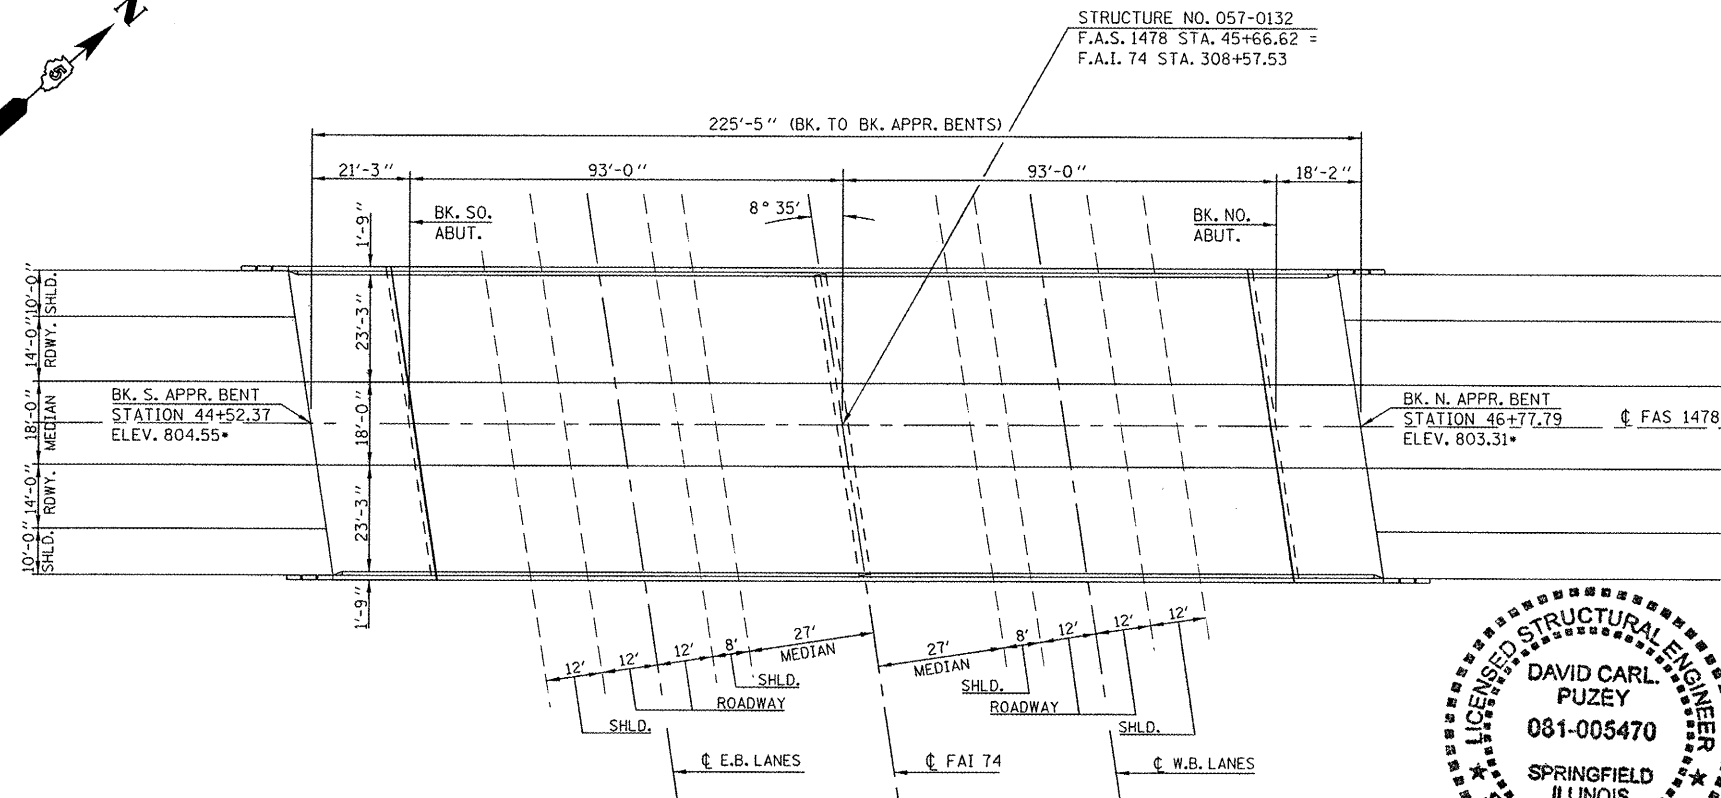 N
5
STRUCTURE NO. 057-0132
F.A.S. 1478 STA. 45+66.62 =
F.A.I. 74 STA. 308+57.53
225'-5" (BK. TO BK. APPR. BENTS)
21'-3"
93'-0"
93'-0"
18'-2"
BK. SO.
ABUT.
8° 35'
BK. NO.
ABUT.
1'-9"
10'-0"
SHLD.
14'-0"
RDWY.
23'-3"
18'-0"
MEDIAN
18'-0"
BK. S. APPR. BENT
STATION 44+52.37
ELEV. 804.55*
BK. N. APPR. BENT
STATION 46+77.79
ELEV. 803.31*
℄ FAS 1478
14'-0"
RDWY.
23'-3"
10'-0"
SHLD.
1'-9"
12'
12'
12'
8'
27'
MEDIAN
27'
MEDIAN
8'
12'
12'
12'
SHLD.
ROADWAY
SHLD.
SHLD.
ROADWAY
SHLD.
℄ E.B. LANES
℄ FAI 74
℄ W.B. LANES
LICENSED STRUCTURAL ENGINEER
DAVID CARL.
PUZEY
081-005470
SPRINGFIELD
ILLINOIS